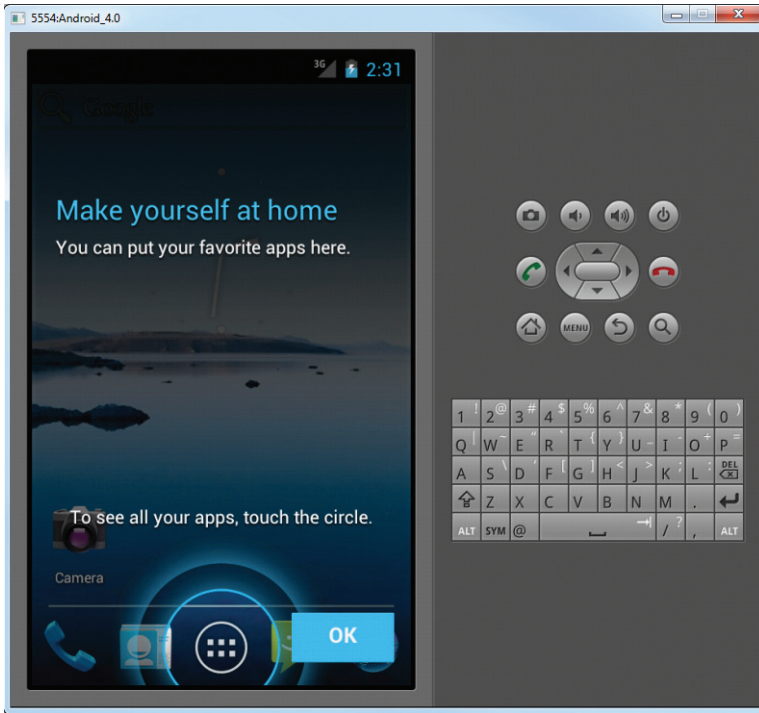 5554:Android_4.0
3G 2:31
Google
Make yourself at home
You can put your favorite apps here.
To see all your apps, touch the circle.
Camera
OK
MENU
1 ! 2 @ 3 # 4 $ 5 % 6 ^ 7 & 8 * 9 ( 0 )
Q | W ~ E " R ` T { Y } U _ I - O + P =
A S \ D ' F [ G ] H < J > K ; L : DEL
Z X C V B N M .
ALT SYM @ / ? , ALT